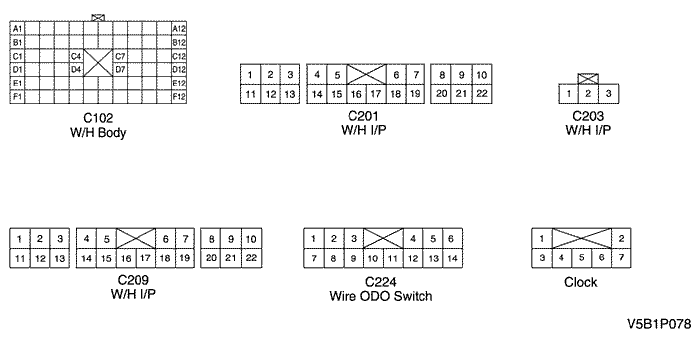 A1 A12
B1 B12
C1 C4 C7 C12
D1 D4 D7 D12
E1 E12
F1 F12
C102
W/H Body
1 2 3 4 5 6 7 8 9 10
11 12 13 14 15 16 17 18 19 20 21 22
C201
W/H I/P
1 2 3
C203
W/H I/P
1 2 3 4 5 6 7 8 9 10
11 12 13 14 15 16 17 18 19 20 21 22
C209
W/H I/P
1 2 3 4 5 6
7 8 9 10 11 12 13 14
C224
Wire ODO Switch
1 2
3 4 5 6 7
Clock
V5B1P078